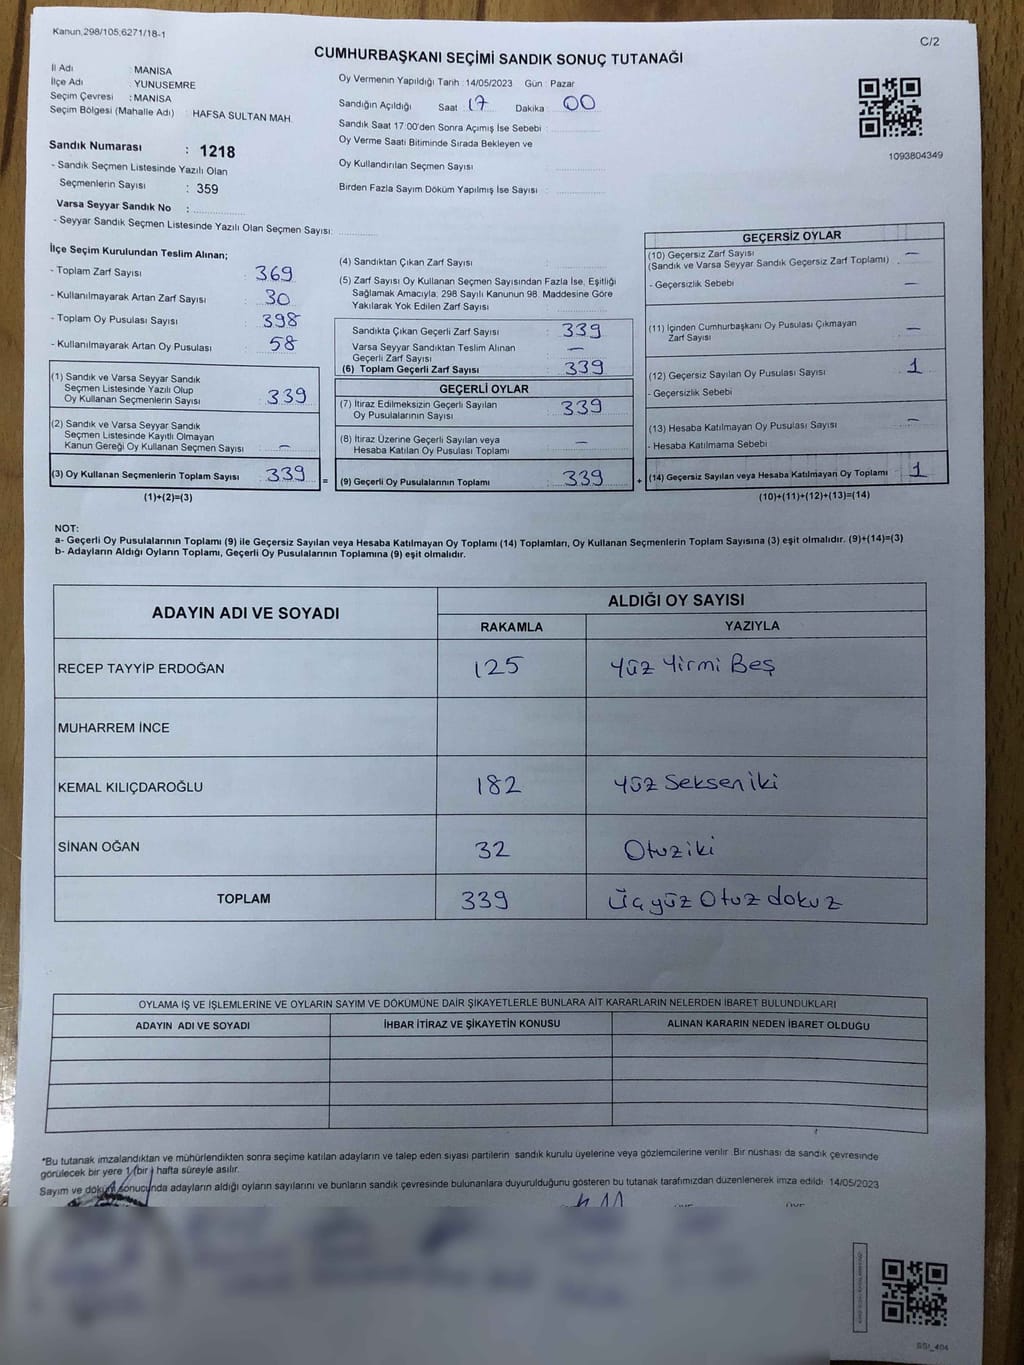 Kanun,298/105,6271/18-1
C/2
CUMHURBAŞKANI SEÇİMİ SANDIK SONUÇ TUTANAĞI
İl Adı : MANİSA
İlçe Adı : YUNUSEMRE
Seçim Çevresi : MANİSA
Seçim Bölgesi (Mahalle Adı) : HAFSA SULTAN MAH.
Oy Vermenin Yapıldığı Tarih : 14/05/2023 Gün : Pazar
Sandığın Açıldığı Saat 17 Dakika 00
Sandık Saat 17:00'den Sonra Açımış İse Sebebi :
Oy Verme Saati Bitiminde Sırada Bekleyen ve
Oy Kullandırılan Seçmen Sayısı
Birden Fazla Sayım Döküm Yapılmış İse Sayısı :
1093804349
Sandık Numarası : 1218
- Sandık Seçmen Listesinde Yazılı Olan
Seçmenlerin Sayısı : 359
Varsa Seyyar Sandık No :
- Seyyar Sandık Seçmen Listesinde Yazılı Olan Seçmen Sayısı:
İlçe Seçim Kurulundan Teslim Alınan;
- Toplam Zarf Sayısı : 369
- Kullanılmayarak Artan Zarf Sayısı : 30
- Toplam Oy Pusulası Sayısı : 398
- Kullanılmayarak Artan Oy Pusulası : 58
(1) Sandık ve Varsa Seyyar Sandık
Seçmen Listesinde Yazılı Olup
Oy Kullanan Seçmenlerin Sayısı : 339
(2) Sandık ve Varsa Seyyar Sandık
Seçmen Listesinde Kayıtlı Olmayan
Kanun Gereği Oy Kullanan Seçmen Sayısı : —
(3) Oy Kullanan Seçmenlerin Toplam Sayısı : 339 =
(1)+(2)=(3)
(4) Sandıktan Çıkan Zarf Sayısı :
(5) Zarf Sayısı Oy Kullanan Seçmen Sayısından Fazla İse, Eşitliği
Sağlamak Amacıyla, 298 Sayılı Kanunun 98. Maddesine Göre
Yakılarak Yok Edilen Zarf Sayısı :
Sandıkta Çıkan Geçerli Zarf Sayısı : 339
Varsa Seyyar Sandıktan Teslim Alınan
Geçerli Zarf Sayısı : —
(6) Toplam Geçerli Zarf Sayısı : 339
GEÇERLİ OYLAR
(7) İtiraz Edilmeksizin Geçerli Sayılan
Oy Pusulalarının Sayısı : 339
(8) İtiraz Üzerine Geçerli Sayılan veya
Hesaba Katılan Oy Pusulası Toplamı : —
(9) Geçerli Oy Pusulalarının Toplamı : 339 +
GEÇERSİZ OYLAR
(10) Geçersiz Zarf Sayısı
(Sandık ve Varsa Seyyar Sandık Geçersiz Zarf Toplamı) : —
- Geçersizlik Sebebi —
(11) İçinden Cumhurbaşkanı Oy Pusulası Çıkmayan
Zarf Sayısı —
(12) Geçersiz Sayılan Oy Pusulası Sayısı : 1
- Geçersizlik Sebebi
(13) Hesaba Katılmayan Oy Pusulası Sayısı : —
- Hesaba Katılmama Sebebi
(14) Geçersiz Sayılan veya Hesaba Katılmayan Oy Toplamı : 1
(10)+(11)+(12)+(13)=(14)
NOT:
a- Geçerli Oy Pusulalarının Toplamı (9) ile Geçersiz Sayılan veya Hesaba Katılmayan Oy Toplamı (14) Toplamları, Oy Kullanan Seçmenlerin Toplam Sayısına (3) eşit olmalıdır. (9)+(14)=(3)
b- Adayların Aldığı Oyların Toplamı, Geçerli Oy Pusulalarının Toplamına (9) eşit olmalıdır.
ADAYIN ADI VE SOYADI ALDIĞI OY SAYISI
RAKAMLA YAZIYLA
RECEP TAYYİP ERDOĞAN 125 Yüz Yirmi Beş
MUHARREM İNCE
KEMAL KILIÇDAROĞLU 182 Yüz Seksen iki
SİNAN OĞAN 32 Otuziki
TOPLAM 339 Üçyüz Otuz dokuz
OYLAMA İŞ VE İŞLEMLERİNE VE OYLARIN SAYIM VE DÖKÜMÜNE DAİR ŞİKAYETLERLE BUNLARA AİT KARARLARIN NELERDEN İBARET BULUNDUKLARI
ADAYIN ADI VE SOYADI İHBAR İTİRAZ VE ŞİKAYETİN KONUSU ALINAN KARARIN NEDEN İBARET OLDUĞU
*Bu tutanak imzalandıktan ve mühürlendikten sonra seçime katılan adayların ve talep eden siyasi partilerin sandık kurulu üyelerine veya gözlemcilerine verilir. Bir nüshası da sandık çevresinde
görülecek bir yere 1 (bir) hafta süreyle asılır.
Sayım ve döküm sonucunda adayların aldığı oyların sayılarını ve bunların sandık çevresinde bulunanlara duyurulduğunu gösteren bu tutanak tarafımızdan düzenlenerek imza edildi. 14/05/2023